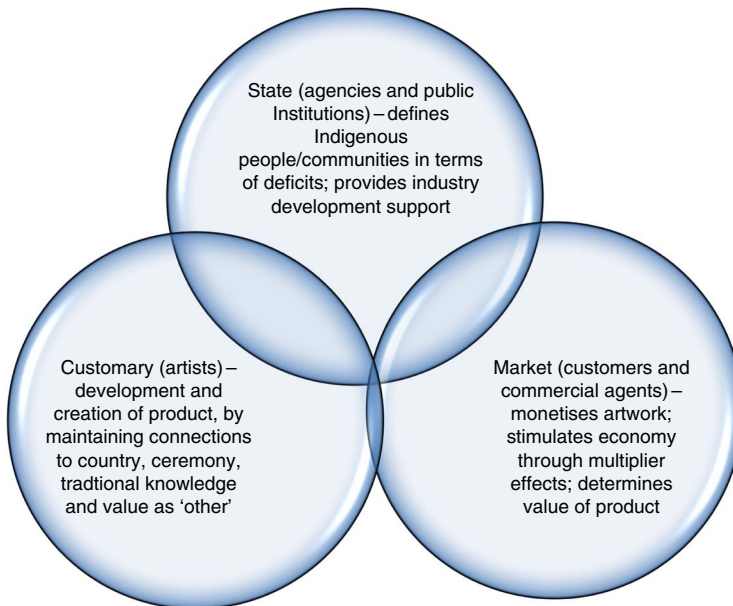 State (agencies and public
Institutions) – defines
Indigenous
people/communities in terms
of deficits; provides industry
development support
Customary (artists) –
development and
creation of product, by
maintaining connections
to country, ceremony,
tradtional knowledge
and value as ‘other’
Market (customers and
commercial agents) –
monetises artwork;
stimulates economy
through multiplier
effects; determines
value of product